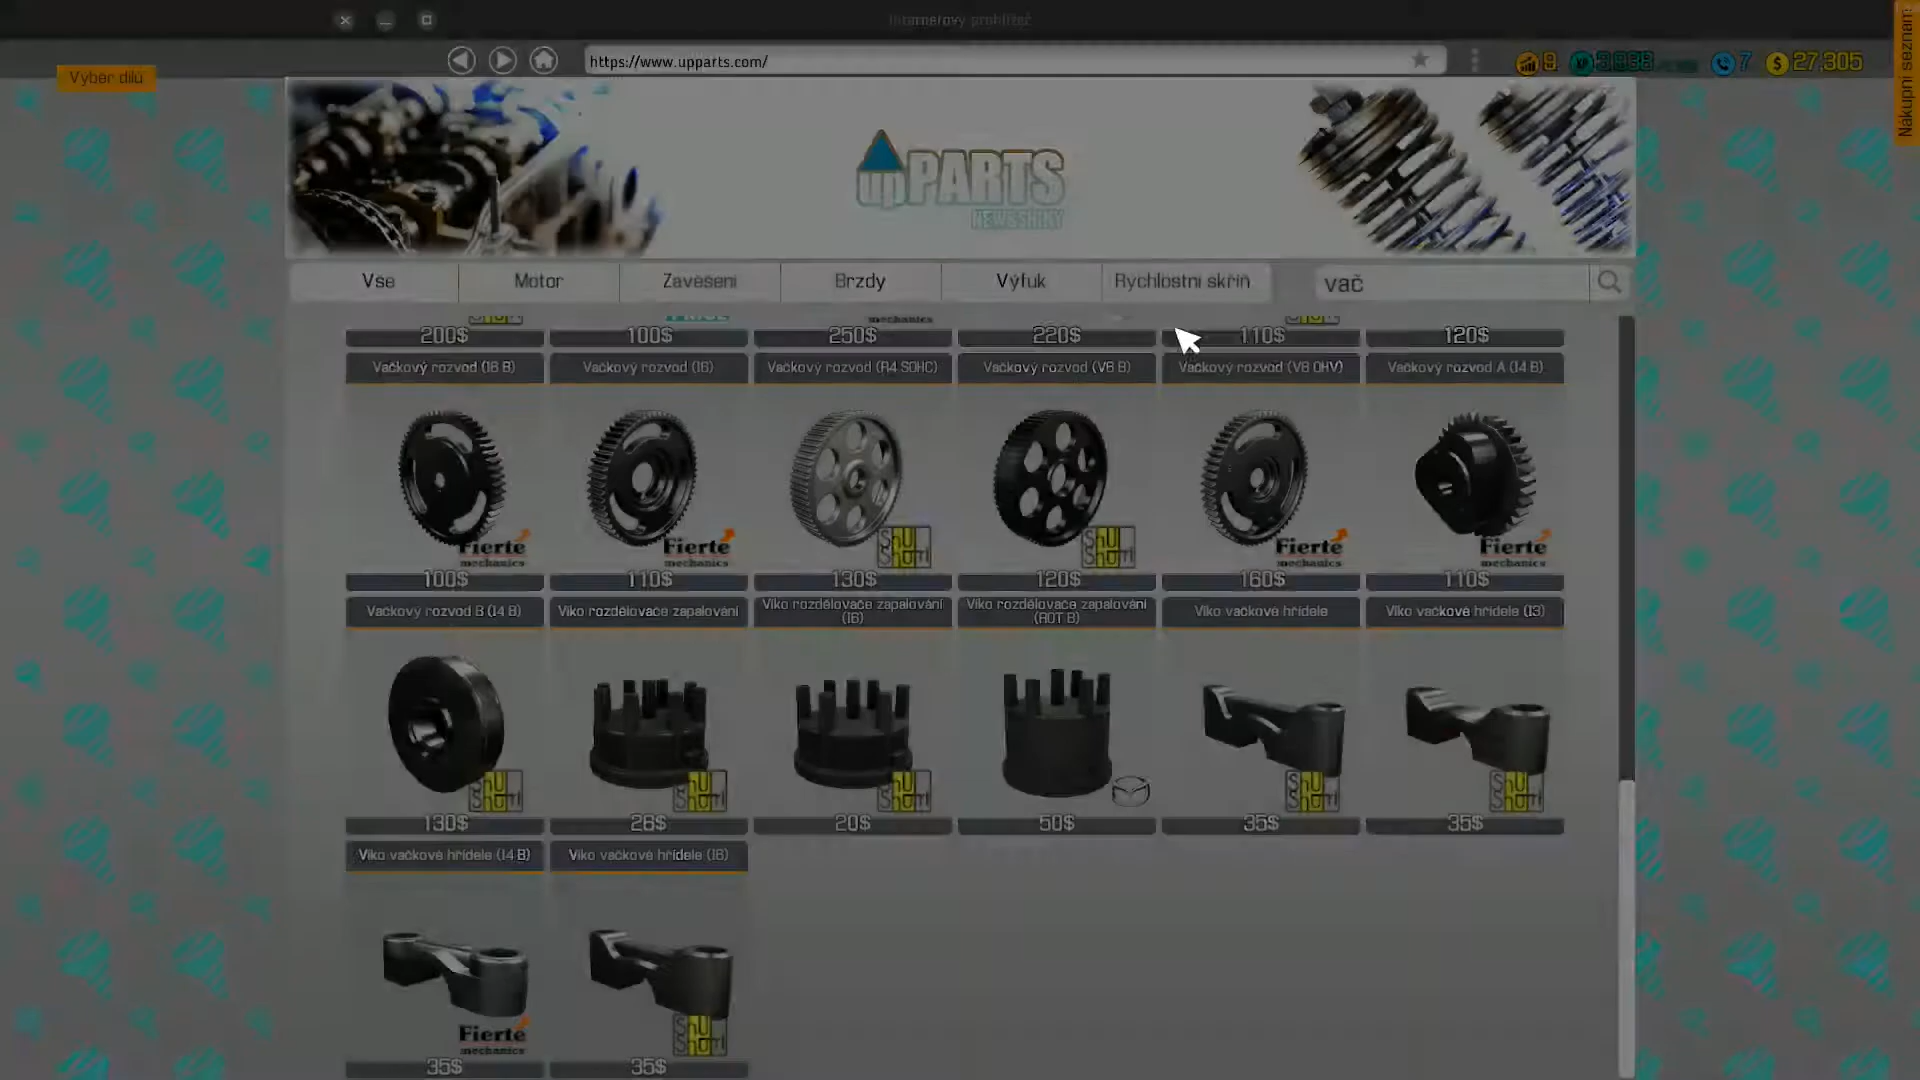 Internetový prohlížeč
Výběr dílů
https://www.upparts.com/
9
7
27,305
Nákupní seznam
upPARTS
NEW&SHINY
Vše
Motor
Zavěšení
Brzdy
Výfuk
Rychlostní skříň
vač
mechanics
200$
100$
250$
220$
110$
120$
Vačkový rozvod (I6 B)
Vačkový rozvod (I6)
Vačkový rozvod (R4 SOHC)
Vačkový rozvod (V6 B)
Vačkový rozvod (V8 OHV)
Vačkový rozvod A (I4 B)
Fierte
mechanics
Fierte
mechanics
Fierte
mechanics
Fierte
mechanics
100$
110$
130$
120$
160$
110$
Vačkový rozvod B (I4 B)
Víko rozdělovače zapalování
Víko rozdělovače zapalování
(I6)
Víko rozdělovače zapalování
(ROT B)
Víko vačkové hřídele
Víko vačkové hřídele (I3)
130$
26$
20$
50$
35$
35$
Víko vačkové hřídele (I4 B)
Víko vačkové hřídele (I6)
Fierte
mechanics
35$
35$